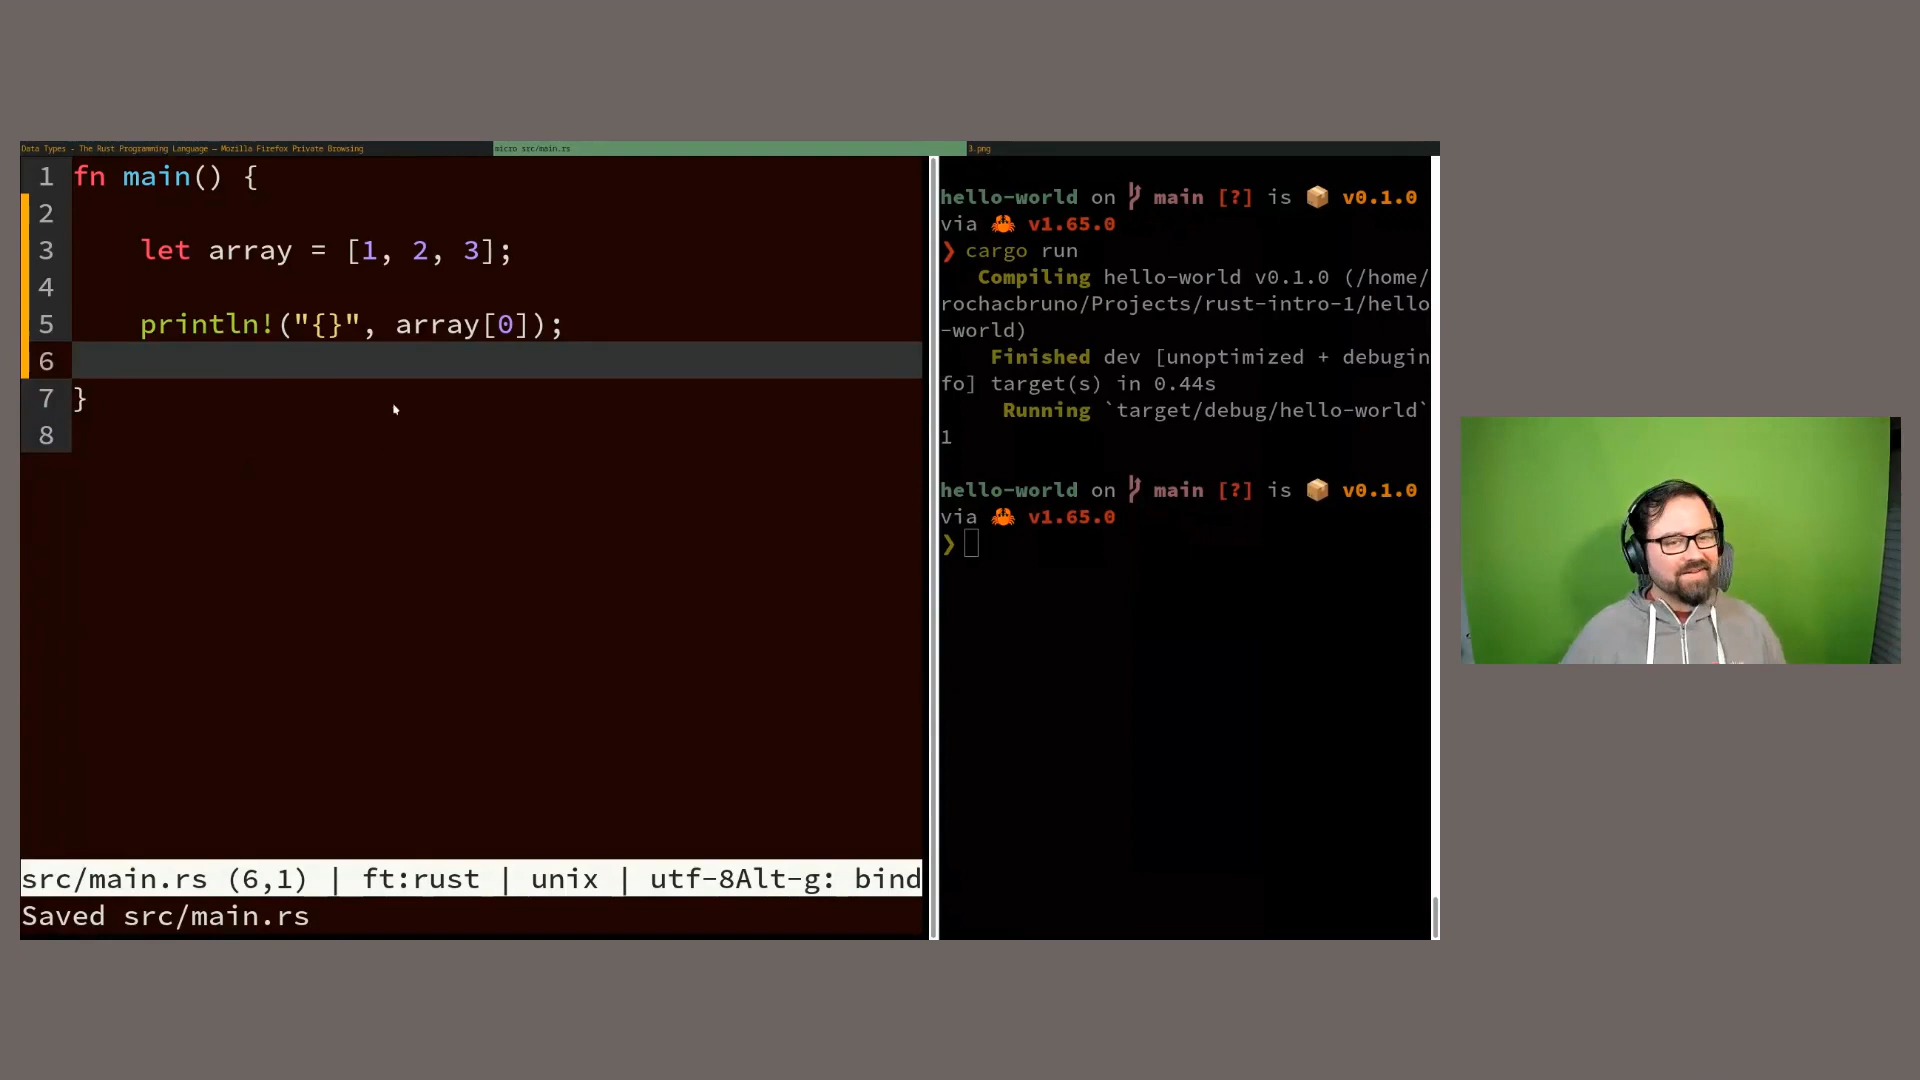 Data Types - The Rust Programming Language — Mozilla Firefox Private Browsing
micro src/main.rs
3.png
1 fn main() {
2
3     let array = [1, 2, 3];
4
5     println!("{}", array[0]);
6
7 }
8
src/main.rs (6,1) | ft:rust | unix | utf-8Alt-g: bind
Saved src/main.rs
hello-world on main [?] is 📦 v0.1.0
via 🦀 v1.65.0
❯ cargo run
Compiling hello-world v0.1.0 (/home/
rochacbruno/Projects/rust-intro-1/hello
-world)
Finished dev [unoptimized + debugin
fo] target(s) in 0.44s
Running `target/debug/hello-world`
1
hello-world on main [?] is 📦 v0.1.0
via 🦀 v1.65.0
❯